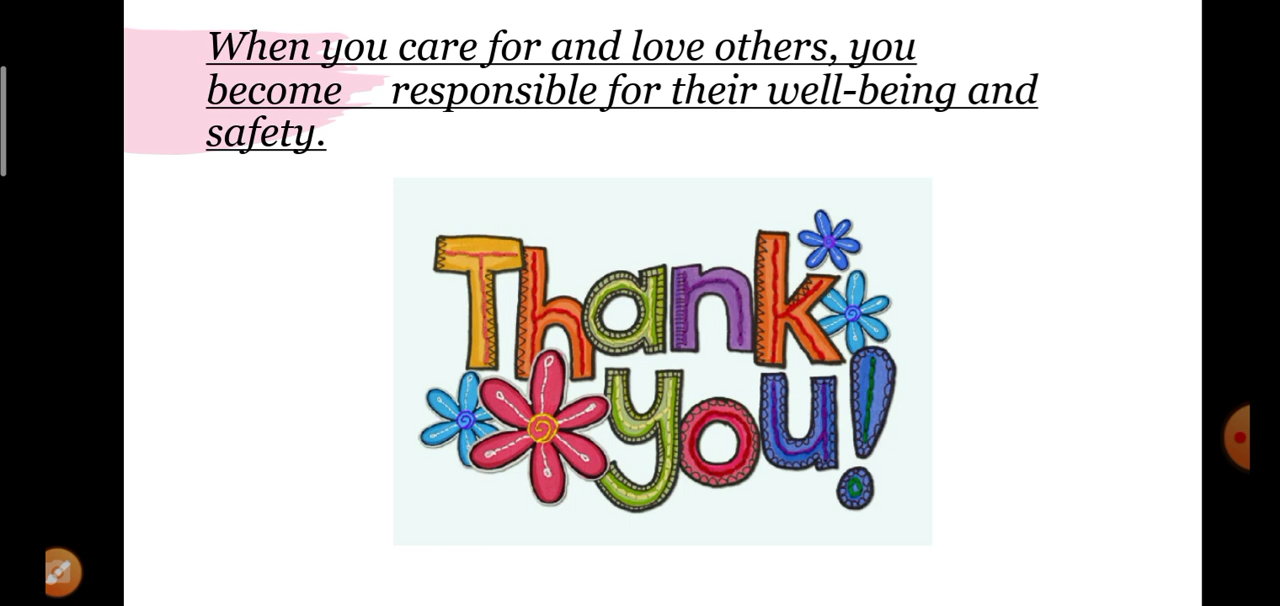 When you care for and love others, you
become responsible for their well-being and
safety.
Thank
you!